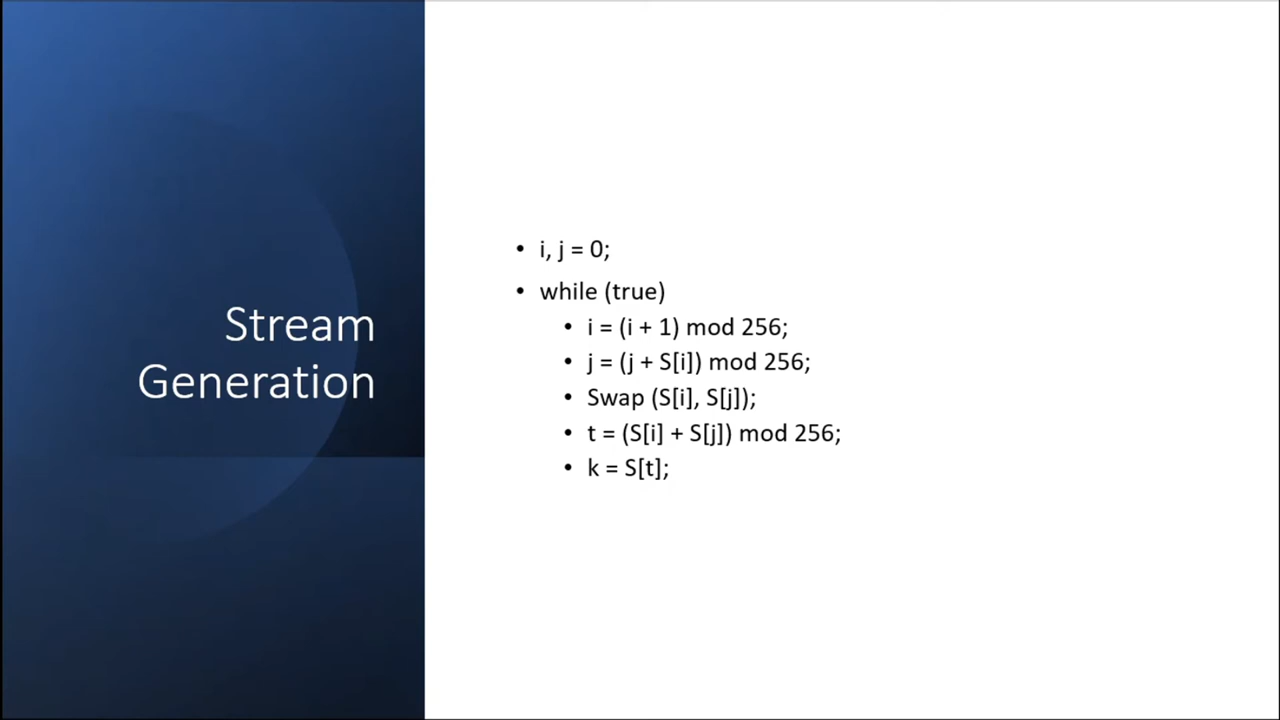 Stream
Generation
• i, j = 0;
• while (true)
• i = (i + 1) mod 256;
• j = (j + S[i]) mod 256;
• Swap (S[i], S[j]);
• t = (S[i] + S[j]) mod 256;
• k = S[t];